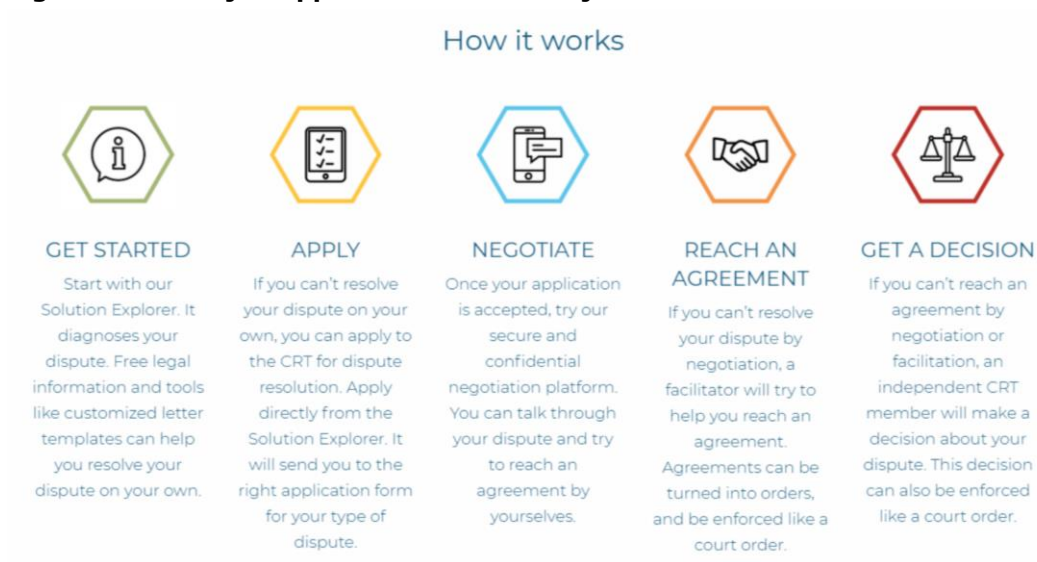 How it works
GET STARTED
Start with our
Solution Explorer. It
diagnoses your
dispute. Free legal
information and tools
like customized letter
templates can help
you resolve your
dispute on your own.
APPLY
If you can't resolve
your dispute on your
own, you can apply to
the CRT for dispute
resolution. Apply
directly from the
Solution Explorer. It
will send you to the
right application form
for your type of
dispute.
NEGOTIATE
Once your application
is accepted, try our
secure and
confidential
negotiation platform.
You can talk through
your dispute and try
to reach an
agreement by
yourselves.
REACH AN
AGREEMENT
If you can't resolve
your dispute by
negotiation, a
facilitator will try to
help you reach an
agreement.
Agreements can be
turned into orders,
and be enforced like a
court order.
GET A DECISION
If you can't reach an
agreement by
negotiation or
facilitation, an
independent CRT
member will make a
decision about your
dispute. This decision
can also be enforced
like a court order.